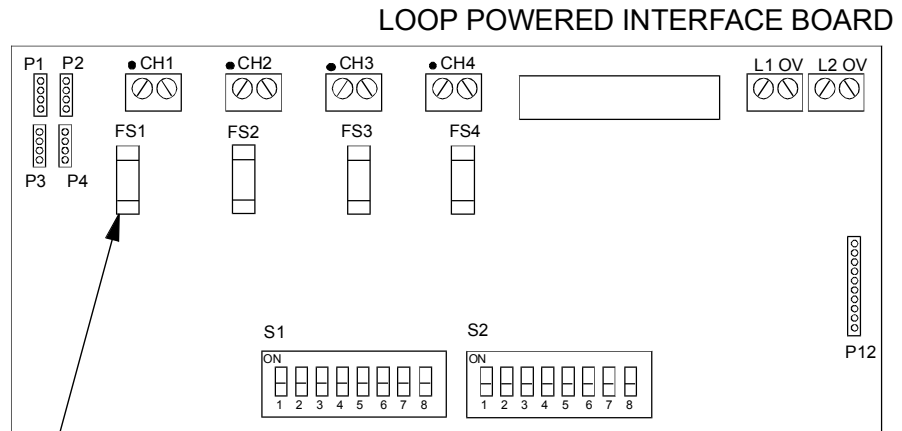 LOOP POWERED INTERFACE BOARD
P1 P2 CH1 CH2 CH3 CH4 L1 OV L2 OV
FS1 FS2 FS3 FS4
P3 P4
S1 S2
P12
ON ON
1 2 3 4 5 6 7 8 1 2 3 4 5 6 7 8